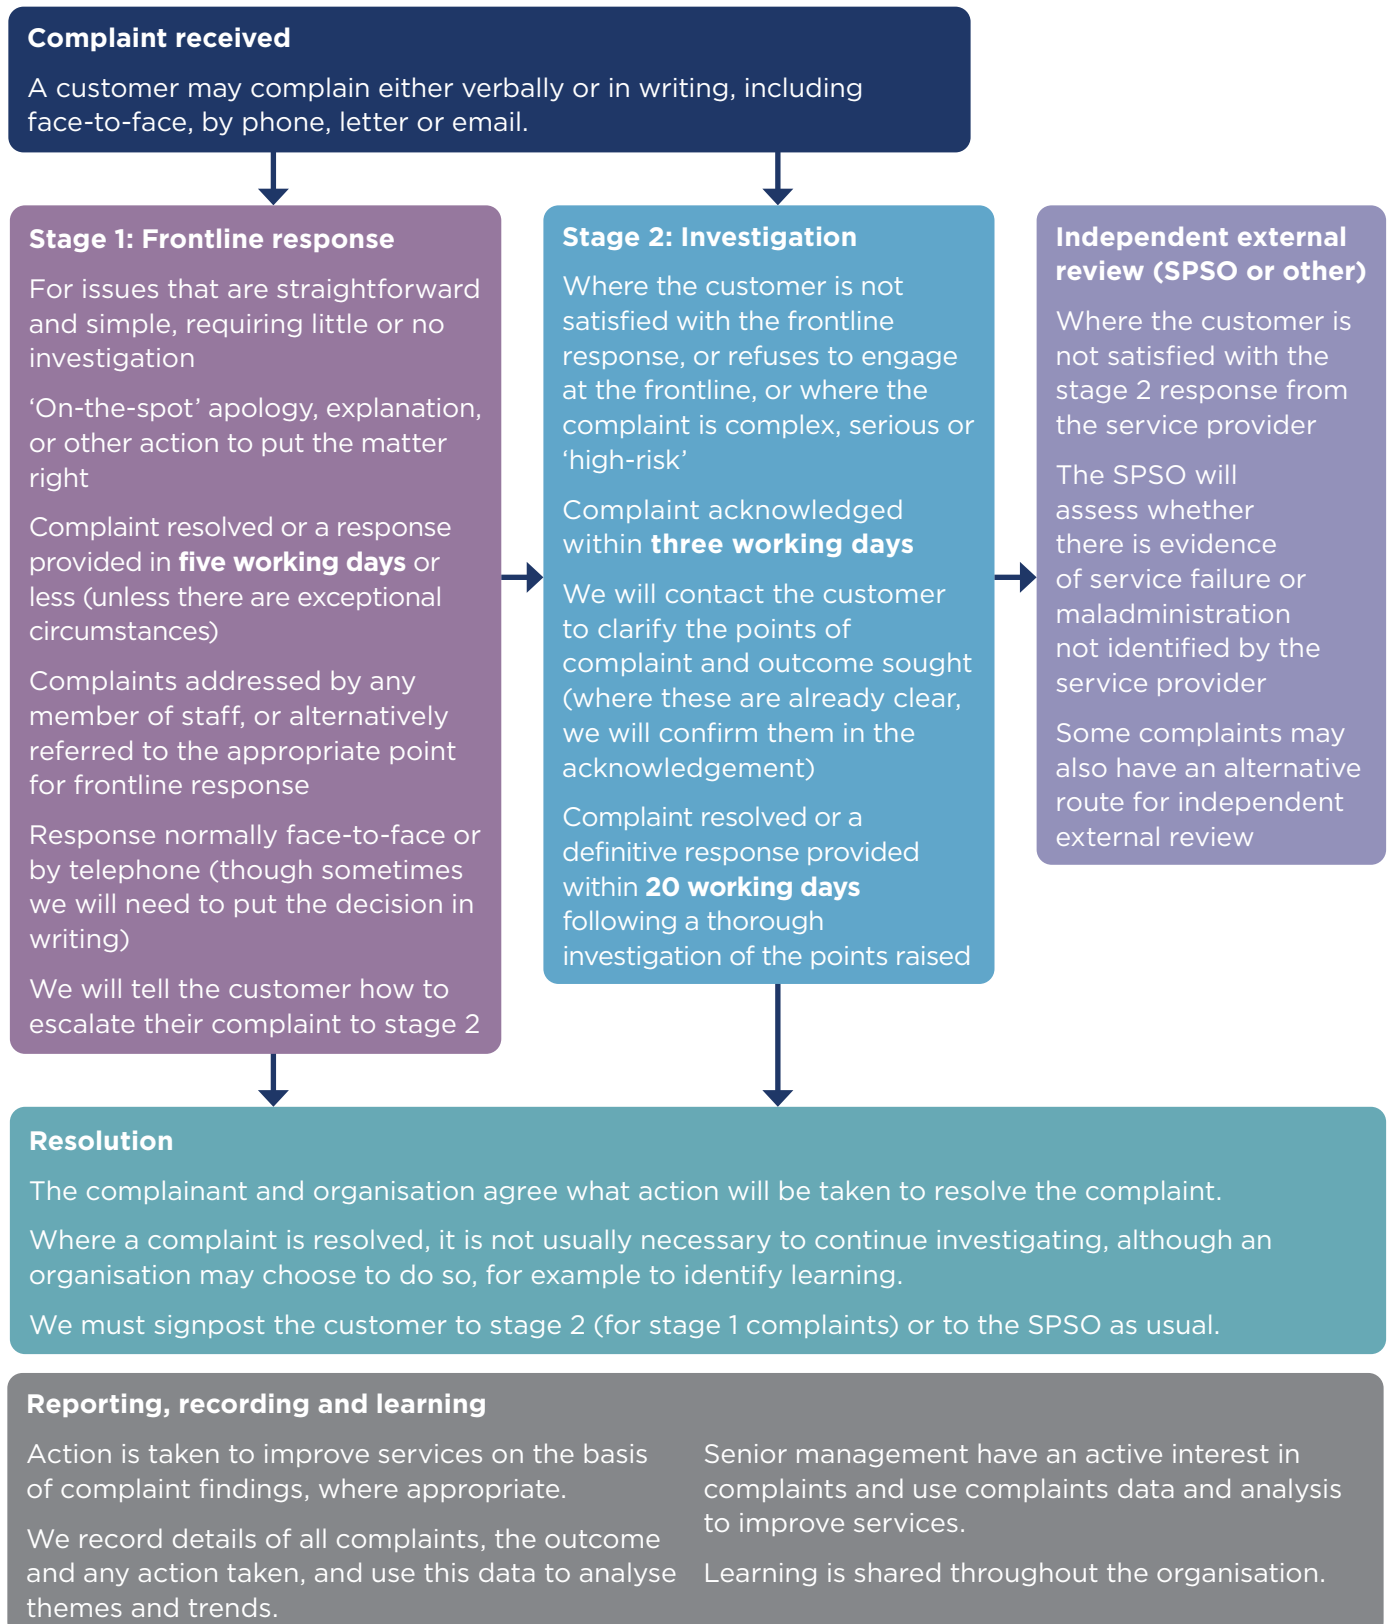 Complaint received
A customer may complain either verbally or in writing, including
face-to-face, by phone, letter or email.
Stage 1: Frontline response
For issues that are straightforward
and simple, requiring little or no
investigation
‘On-the-spot’ apology, explanation,
or other action to put the matter
right
Complaint resolved or a response
provided in five working days or
less (unless there are exceptional
circumstances)
Complaints addressed by any
member of staff, or alternatively
referred to the appropriate point
for frontline response
Response normally face-to-face or
by telephone (though sometimes
we will need to put the decision in
writing)
We will tell the customer how to
escalate their complaint to stage 2
Stage 2: Investigation
Where the customer is not
satisfied with the frontline
response, or refuses to engage
at the frontline, or where the
complaint is complex, serious or
‘high-risk’
Complaint acknowledged
within three working days
We will contact the customer
to clarify the points of
complaint and outcome sought
(where these are already clear,
we will confirm them in the
acknowledgement)
Complaint resolved or a
definitive response provided
within 20 working days
following a thorough
investigation of the points raised
Independent external
review (SPSO or other)
Where the customer is
not satisfied with the
stage 2 response from
the service provider
The SPSO will
assess whether
there is evidence
of service failure or
maladministration
not identified by the
service provider
Some complaints may
also have an alternative
route for independent
external review
Resolution
The complainant and organisation agree what action will be taken to resolve the complaint.
Where a complaint is resolved, it is not usually necessary to continue investigating, although an
organisation may choose to do so, for example to identify learning.
We must signpost the customer to stage 2 (for stage 1 complaints) or to the SPSO as usual.
Reporting, recording and learning
Action is taken to improve services on the basis
of complaint findings, where appropriate.
We record details of all complaints, the outcome
and any action taken, and use this data to analyse
themes and trends.
Senior management have an active interest in
complaints and use complaints data and analysis
to improve services.
Learning is shared throughout the organisation.